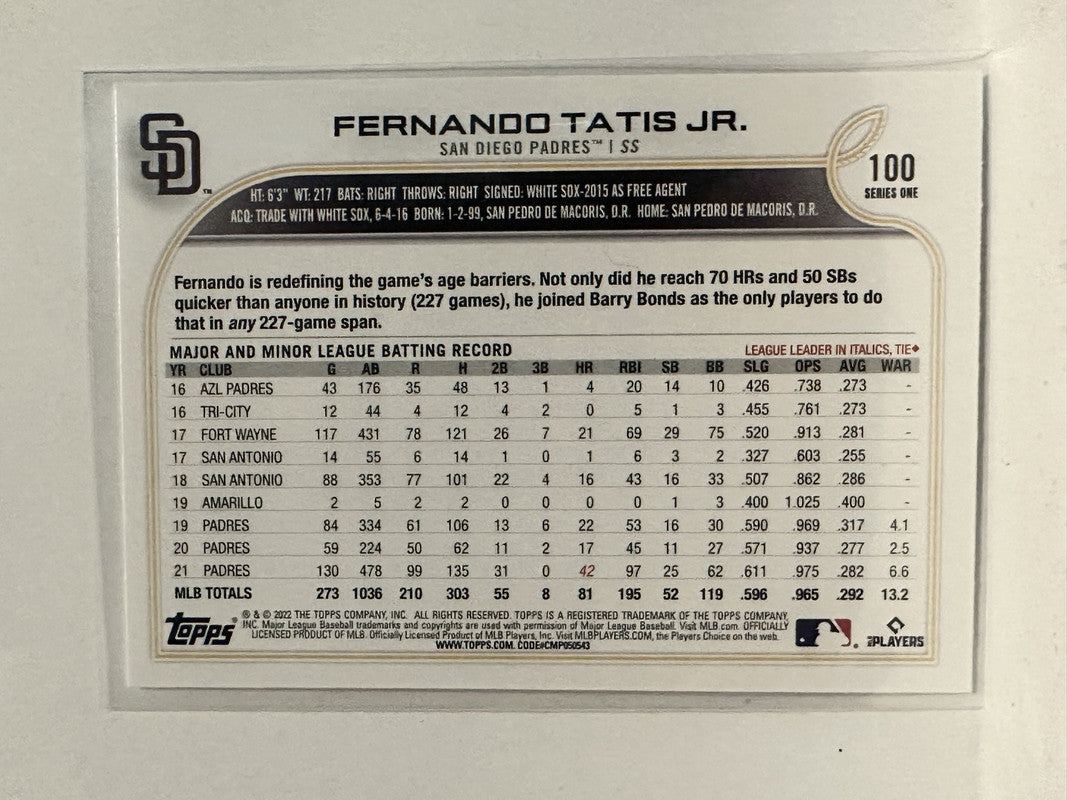 SD
FERNANDO TATIS JR.
SAN DIEGO PADRES™ | SS
100
SERIES ONE
HT: 6'3" WT: 217 BATS: RIGHT THROWS: RIGHT SIGNED: WHITE SOX-2015 AS FREE AGENT
ACQ: TRADE WITH WHITE SOX, 6-4-16 BORN: 1-2-99, SAN PEDRO DE MACORIS, D.R. HOME: SAN PEDRO DE MACORIS, D.R.
Fernando is redefining the game's age barriers. Not only did he reach 70 HRs and 50 SBs
quicker than anyone in history (227 games), he joined Barry Bonds as the only players to do
that in any 227-game span.
MAJOR AND MINOR LEAGUE BATTING RECORD LEAGUE LEADER IN ITALICS, TIE◆
YR CLUB G AB R H 2B 3B HR RBI SB BB SLG OPS AVG WAR
16 AZL PADRES 43 176 35 48 13 1 4 20 14 10 .426 .738 .273 -
16 TRI-CITY 12 44 4 12 4 2 0 5 1 3 .455 .761 .273 -
17 FORT WAYNE 117 431 78 121 26 7 21 69 29 75 .520 .913 .281 -
17 SAN ANTONIO 14 55 6 14 1 0 1 6 3 2 .327 .603 .255 -
18 SAN ANTONIO 88 353 77 101 22 4 16 43 16 33 .507 .862 .286 -
19 AMARILLO 2 5 2 2 0 0 0 0 1 3 .400 1.025 .400 -
19 PADRES 84 334 61 106 13 6 22 53 16 30 .590 .969 .317 4.1
20 PADRES 59 224 50 62 11 2 17 45 11 27 .571 .937 .277 2.5
21 PADRES 130 478 99 135 31 0 42 97 25 62 .611 .975 .282 6.6
MLB TOTALS 273 1036 210 303 55 8 81 195 52 119 .596 .965 .292 13.2
Topps®
® & © 2022 THE TOPPS COMPANY, INC. ALL RIGHTS RESERVED. TOPPS IS A REGISTERED TRADEMARK OF THE TOPPS COMPANY,
INC. Major League Baseball trademarks and copyrights are used with permission of Major League Baseball. Visit MLB.com. OFFICIALLY
LICENSED PRODUCT OF MLB. Officially Licensed Product of MLB Players, Inc. Visit MLBPLAYERS.COM, the Players Choice on the web.
WWW.TOPPS.COM. CODE#CMP050543
PLAYERS